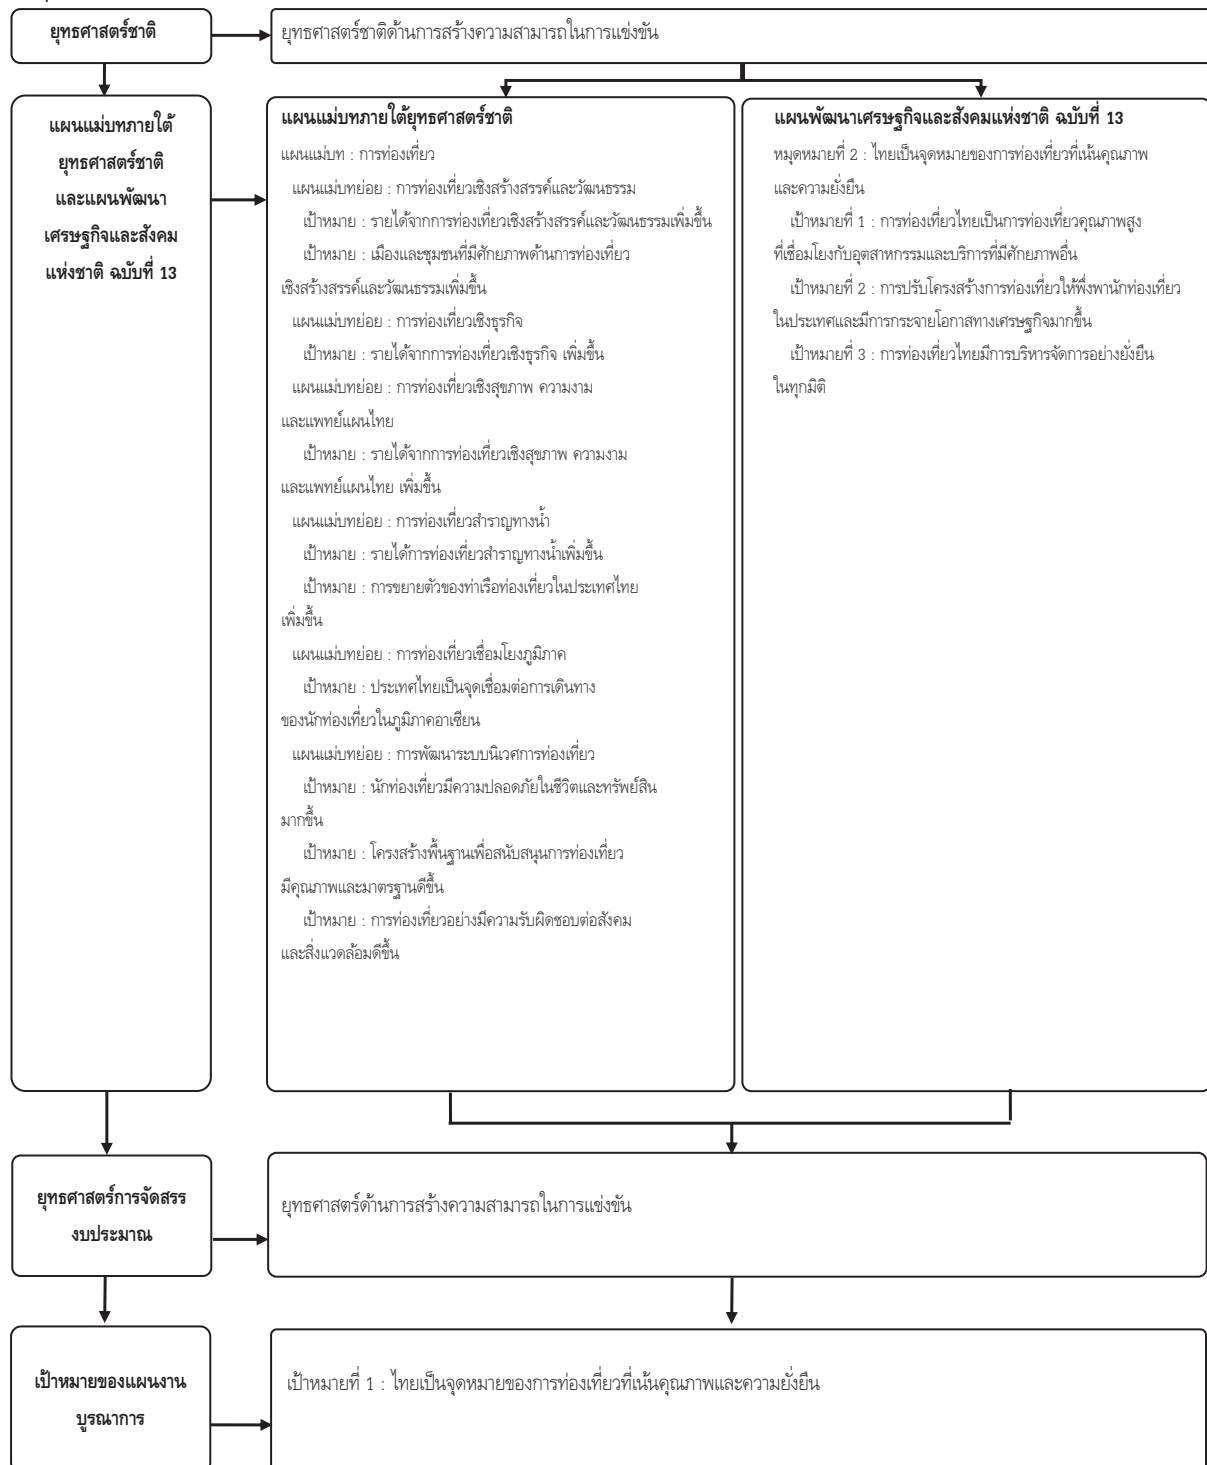 ยุทธศาสตร์ชาติ
ยุทธศาสตร์ชาติด้านการสร้างความสามารถในการแข่งขัน
แผนแม่บทภายใต้
ยุทธศาสตร์ชาติ
และแผนพัฒนา
เศรษฐกิจและสังคม
แห่งชาติ ฉบับที่ 13
แผนแม่บทภายใต้ยุทธศาสตร์ชาติ
แผนแม่บท : การท่องเที่ยว
แผนแม่บทย่อย : การท่องเที่ยวเชิงสร้างสรรค์และวัฒนธรรม
เป้าหมาย : รายได้จากการท่องเที่ยวเชิงสร้างสรรค์และวัฒนธรรมเพิ่มขึ้น
เป้าหมาย : เมืองและชุมชนที่มีศักยภาพด้านการท่องเที่ยว
เชิงสร้างสรรค์และวัฒนธรรมเพิ่มขึ้น
แผนแม่บทย่อย : การท่องเที่ยวเชิงธุรกิจ
เป้าหมาย : รายได้จากการท่องเที่ยวเชิงธุรกิจ เพิ่มขึ้น
แผนแม่บทย่อย : การท่องเที่ยวเชิงสุขภาพ ความงาม
และแพทย์แผนไทย
เป้าหมาย : รายได้จากการท่องเที่ยวเชิงสุขภาพ ความงาม
และแพทย์แผนไทย เพิ่มขึ้น
แผนแม่บทย่อย : การท่องเที่ยวสำราญทางน้ำ
เป้าหมาย : รายได้การท่องเที่ยวสำราญทางน้ำเพิ่มขึ้น
เป้าหมาย : การขยายตัวของท่าเรือท่องเที่ยวในประเทศไทย
เพิ่มขึ้น
แผนแม่บทย่อย : การท่องเที่ยวเชื่อมโยงภูมิภาค
เป้าหมาย : ประเทศไทยเป็นจุดเชื่อมต่อการเดินทาง
ของนักท่องเที่ยวในภูมิภาคอาเซียน
แผนแม่บทย่อย : การพัฒนาระบบนิเวศการท่องเที่ยว
เป้าหมาย : นักท่องเที่ยวมีความปลอดภัยในชีวิตและทรัพย์สิน
มากขึ้น
เป้าหมาย : โครงสร้างพื้นฐานเพื่อสนับสนุนการท่องเที่ยว
มีคุณภาพและมาตรฐานดีขึ้น
เป้าหมาย : การท่องเที่ยวอย่างมีความรับผิดชอบต่อสังคม
และสิ่งแวดล้อมดีขึ้น
แผนพัฒนาเศรษฐกิจและสังคมแห่งชาติ ฉบับที่ 13
หมุดหมายที่ 2 : ไทยเป็นจุดหมายของการท่องเที่ยวที่เน้นคุณภาพ
และความยั่งยืน
เป้าหมายที่ 1 : การท่องเที่ยวไทยเป็นการท่องเที่ยวคุณภาพสูง
ที่เชื่อมโยงกับอุตสาหกรรมและบริการที่มีศักยภาพอื่น
เป้าหมายที่ 2 : การปรับโครงสร้างการท่องเที่ยวให้พึ่งพานักท่องเที่ยว
ในประเทศและมีการกระจายโอกาสทางเศรษฐกิจมากขึ้น
เป้าหมายที่ 3 : การท่องเที่ยวไทยมีการบริหารจัดการอย่างยั่งยืน
ในทุกมิติ
ยุทธศาสตร์การจัดสรร
งบประมาณ
ยุทธศาสตร์ด้านการสร้างความสามารถในการแข่งขัน
เป้าหมายของแผนงาน
บูรณาการ
เป้าหมายที่ 1 : ไทยเป็นจุดหมายของการท่องเที่ยวที่เน้นคุณภาพและความยั่งยืน